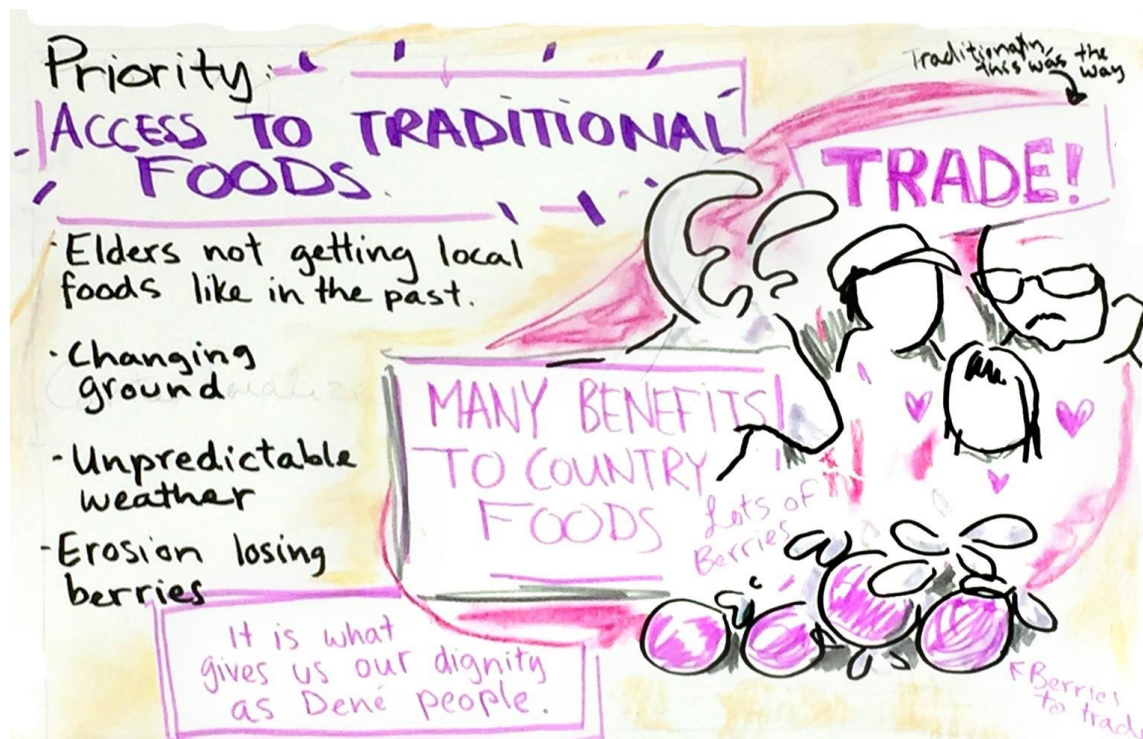 Priority:
ACCESS TO TRADITIONAL
FOODS.
· Elders not getting local
foods like in the past.
· Changing
ground
- Unpredictable
weather
- Erosion losing
berries
It is what
gives us our dignity
as Dené people.
MANY BENEFITS
TO COUNTRY
FOODS
Lots of
Berries
this was the
way
TRADE!
Berries
to trad